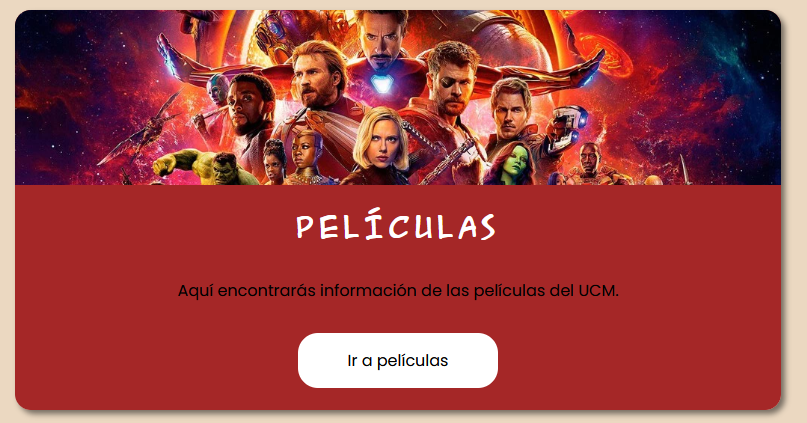 PELÍCULAS
Aquí encontrarás información de las películas del UCM.
Ir a películas